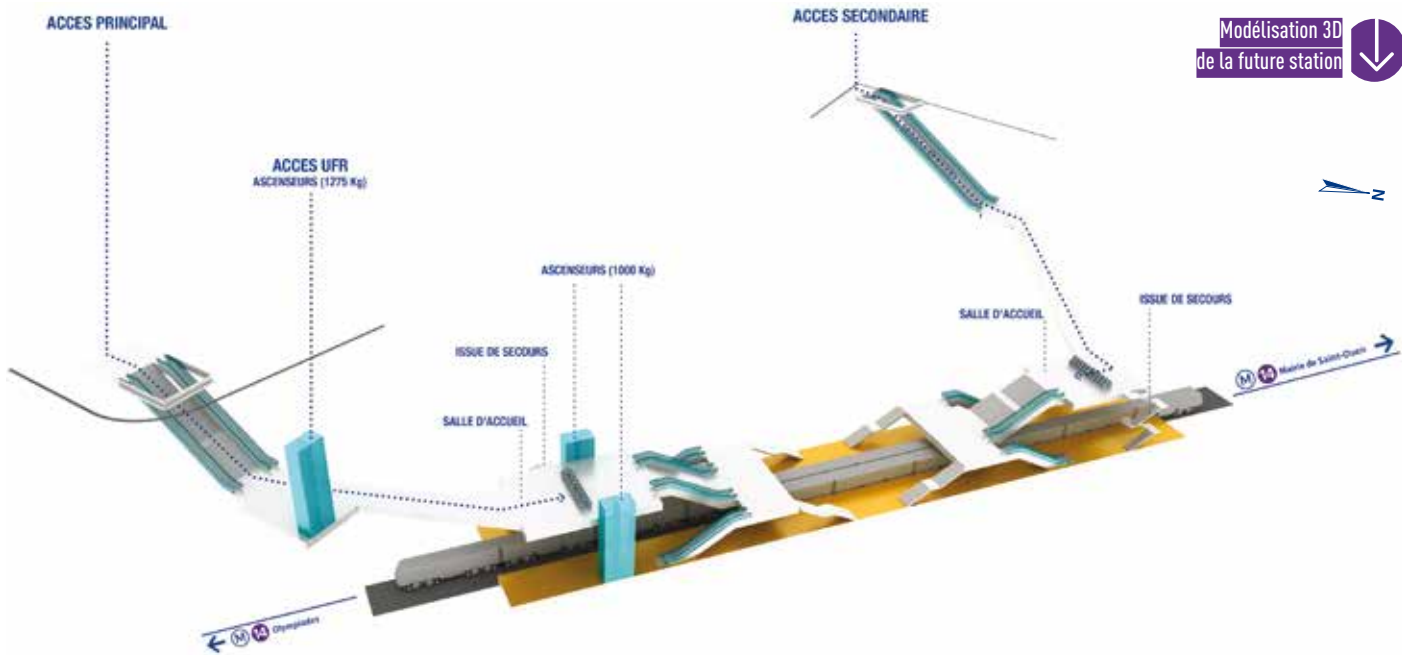 ACCES PRINCIPAL
ACCES SECONDAIRE
Modélisation 3D
de la future station
ACCES UFR
ASCENSEURS (1275 Kg)
N
ASCENSEURS (1000 Kg)
ISSUE DE SECOURS
SALLE D'ACCUEIL
ISSUE DE SECOURS
SALLE D'ACCUEIL
M 14 Mairie de Saint-Ouen
M 14 Olympiades